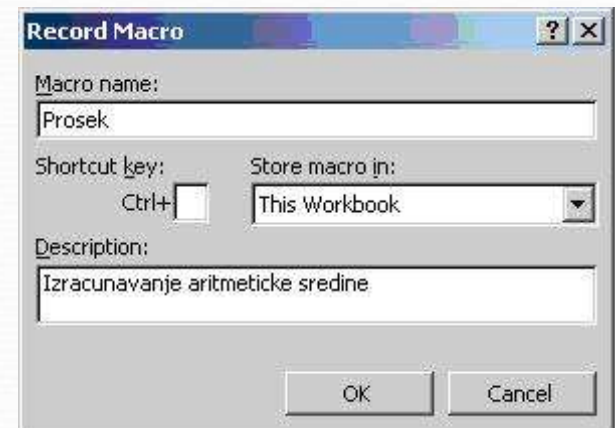 Record Macro
Macro name:
Prosek
Shortcut key: Store macro in:
Ctrl+ This Workbook
Description:
Izracunavanje aritmeticke sredine
OK Cancel